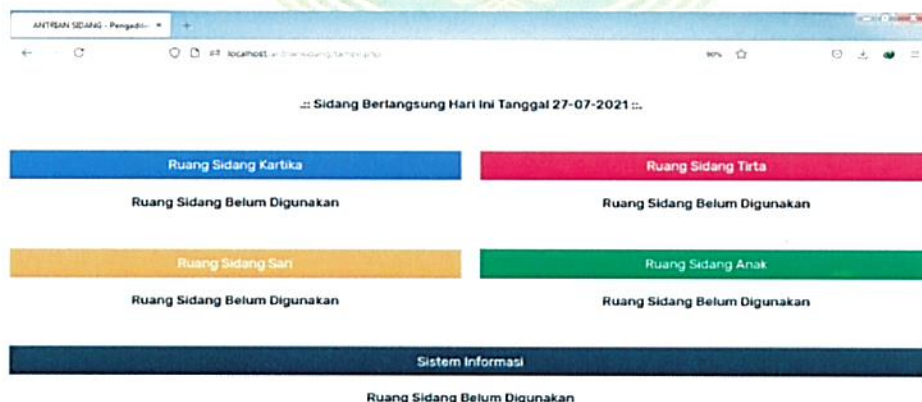 ANTRIAN SIDANG - Pengadil
localhost
90%
.:: Sidang Berlangsung Hari Ini Tanggal 27-07-2021 ::.
Ruang Sidang Kartika
Ruang Sidang Tirta
Ruang Sidang Belum Digunakan
Ruang Sidang Belum Digunakan
Ruang Sidang Sari
Ruang Sidang Anak
Ruang Sidang Belum Digunakan
Ruang Sidang Belum Digunakan
Sistem Informasi
Ruang Sidang Belum Digunakan